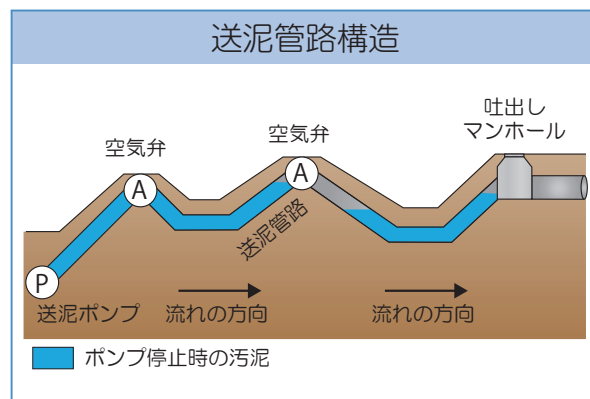 送泥管路構造
空気弁
空気弁
吐出し
マンホール
A
A
送泥管路
P
送泥ポンプ
流れの方向
流れの方向
ポンプ停止時の汚泥